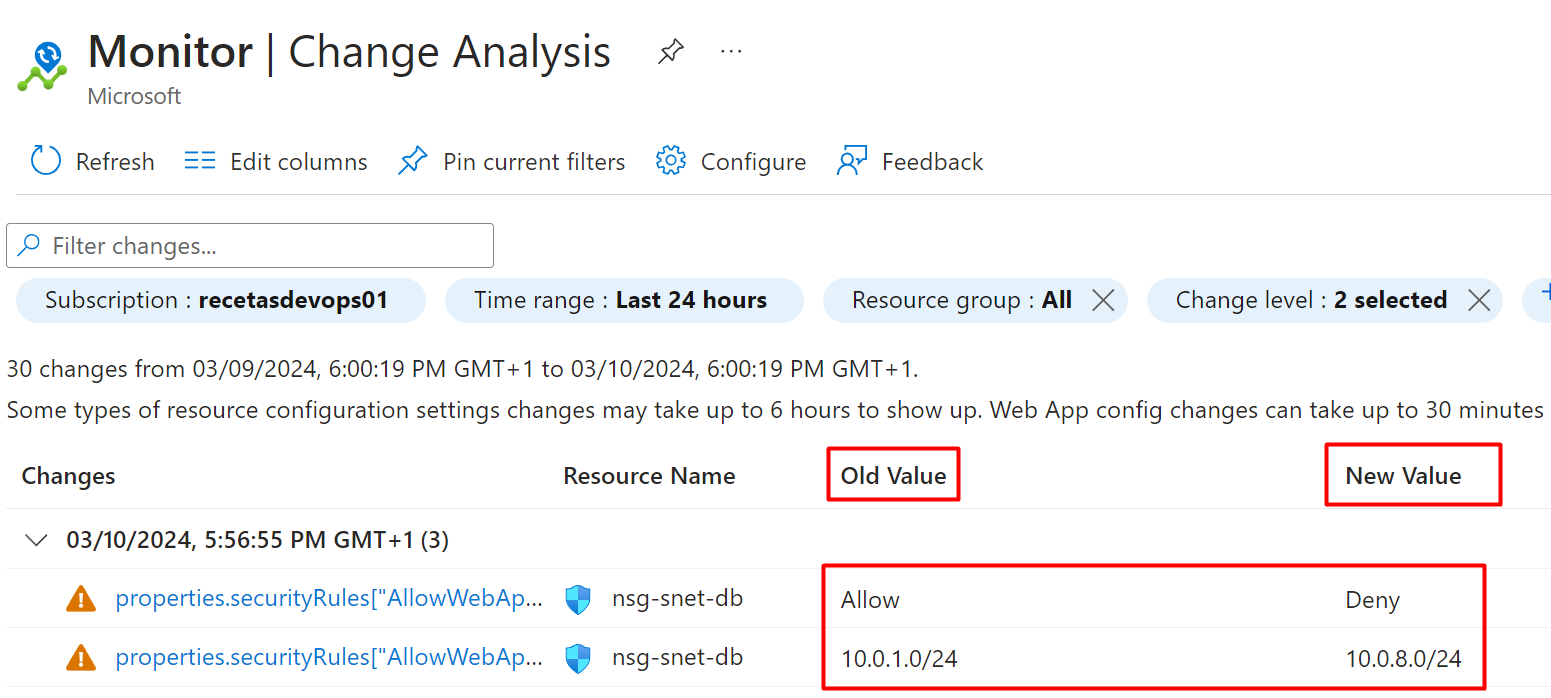 Monitor | Change Analysis
...
Microsoft
Refresh Edit columns Pin current filters Configure Feedback
Filter changes...
Subscription : recetasdevops01 Time range : Last 24 hours Resource group : All Change level : 2 selected
30 changes from 03/09/2024, 6:00:19 PM GMT+1 to 03/10/2024, 6:00:19 PM GMT+1.
Some types of resource configuration settings changes may take up to 6 hours to show up. Web App config changes can take up to 30 minutes
Changes Resource Name Old Value New Value
03/10/2024, 5:56:55 PM GMT+1 (3)
properties.securityRules["AllowWebAp... nsg-snet-db Allow Deny
properties.securityRules["AllowWebAp... nsg-snet-db 10.0.1.0/24 10.0.8.0/24